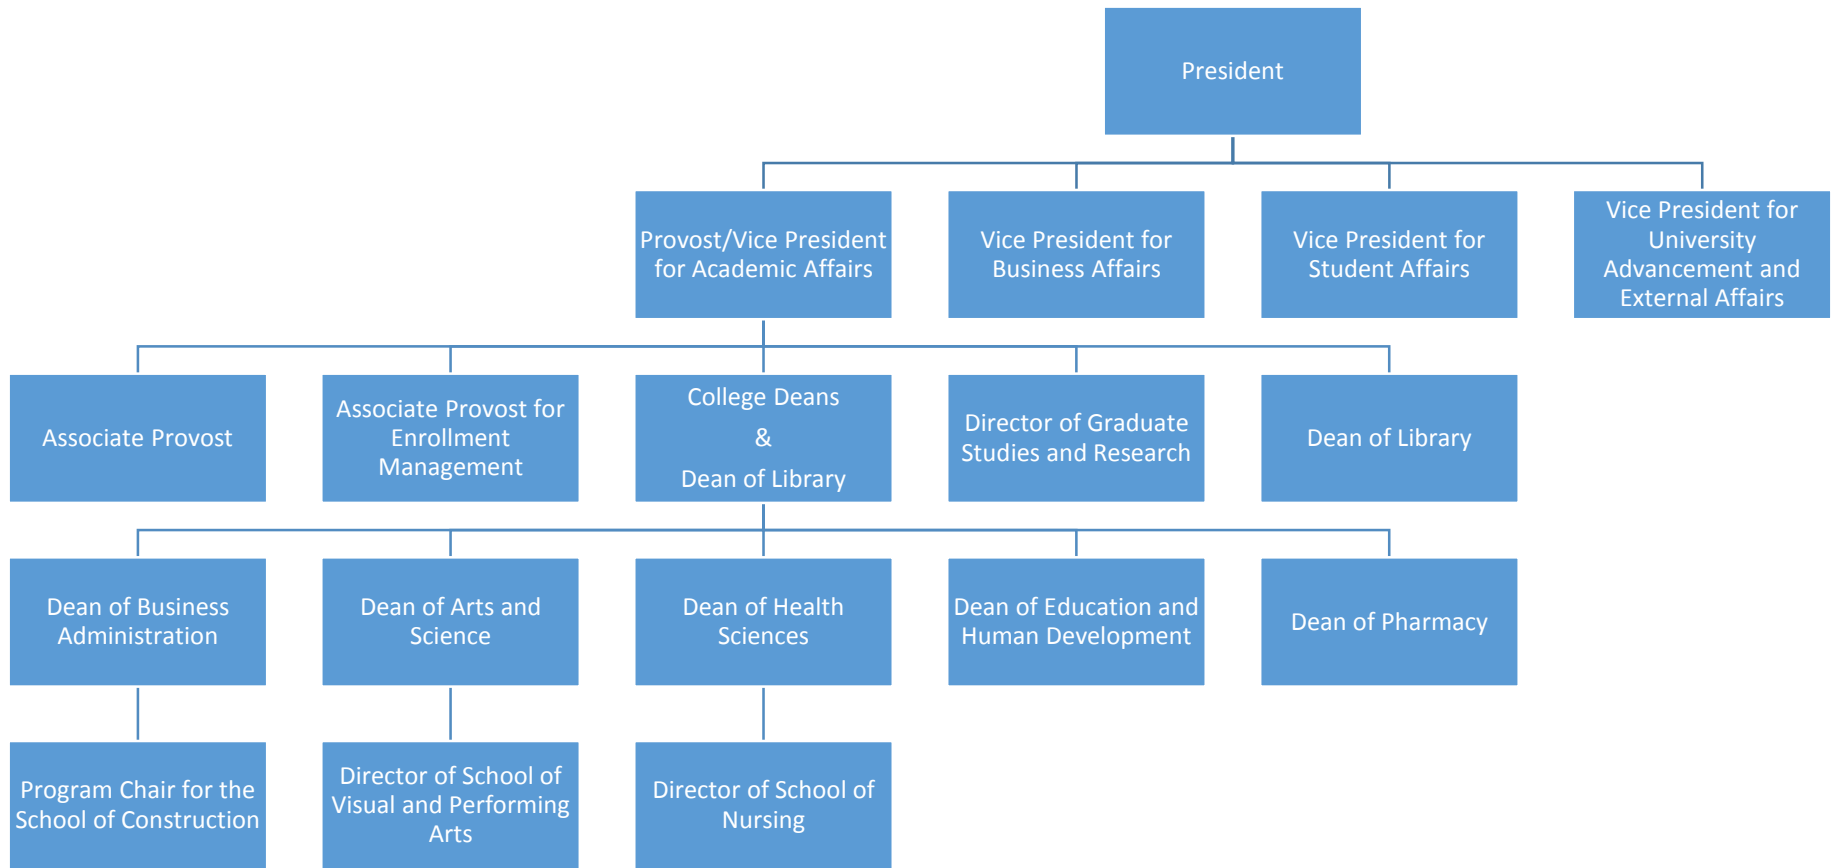 President
Provost/Vice President
for Academic Affairs
Vice President for
Business Affairs
Vice President for
Student Affairs
Vice President for
University
Advancement and
External Affairs
Associate Provost
Associate Provost for
Enrollment
Management
College Deans
&
Dean of Library
Director of Graduate
Studies and Research
Dean of Library
Dean of Business
Administration
Dean of Arts and
Science
Dean of Health
Sciences
Dean of Education and
Human Development
Dean of Pharmacy
Program Chair for the
School of Construction
Director of School of
Visual and Performing
Arts
Director of School of
Nursing